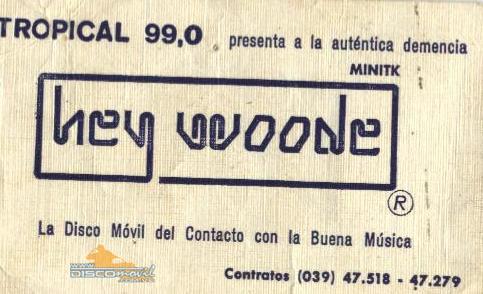 TROPICAL 99,0 presenta a la auténtica demencia
MINITK
hey woode
®
La Disco Móvil del Contacto con la Buena Música
DISCOmovil
Contratos (039) 47.518 - 47.279